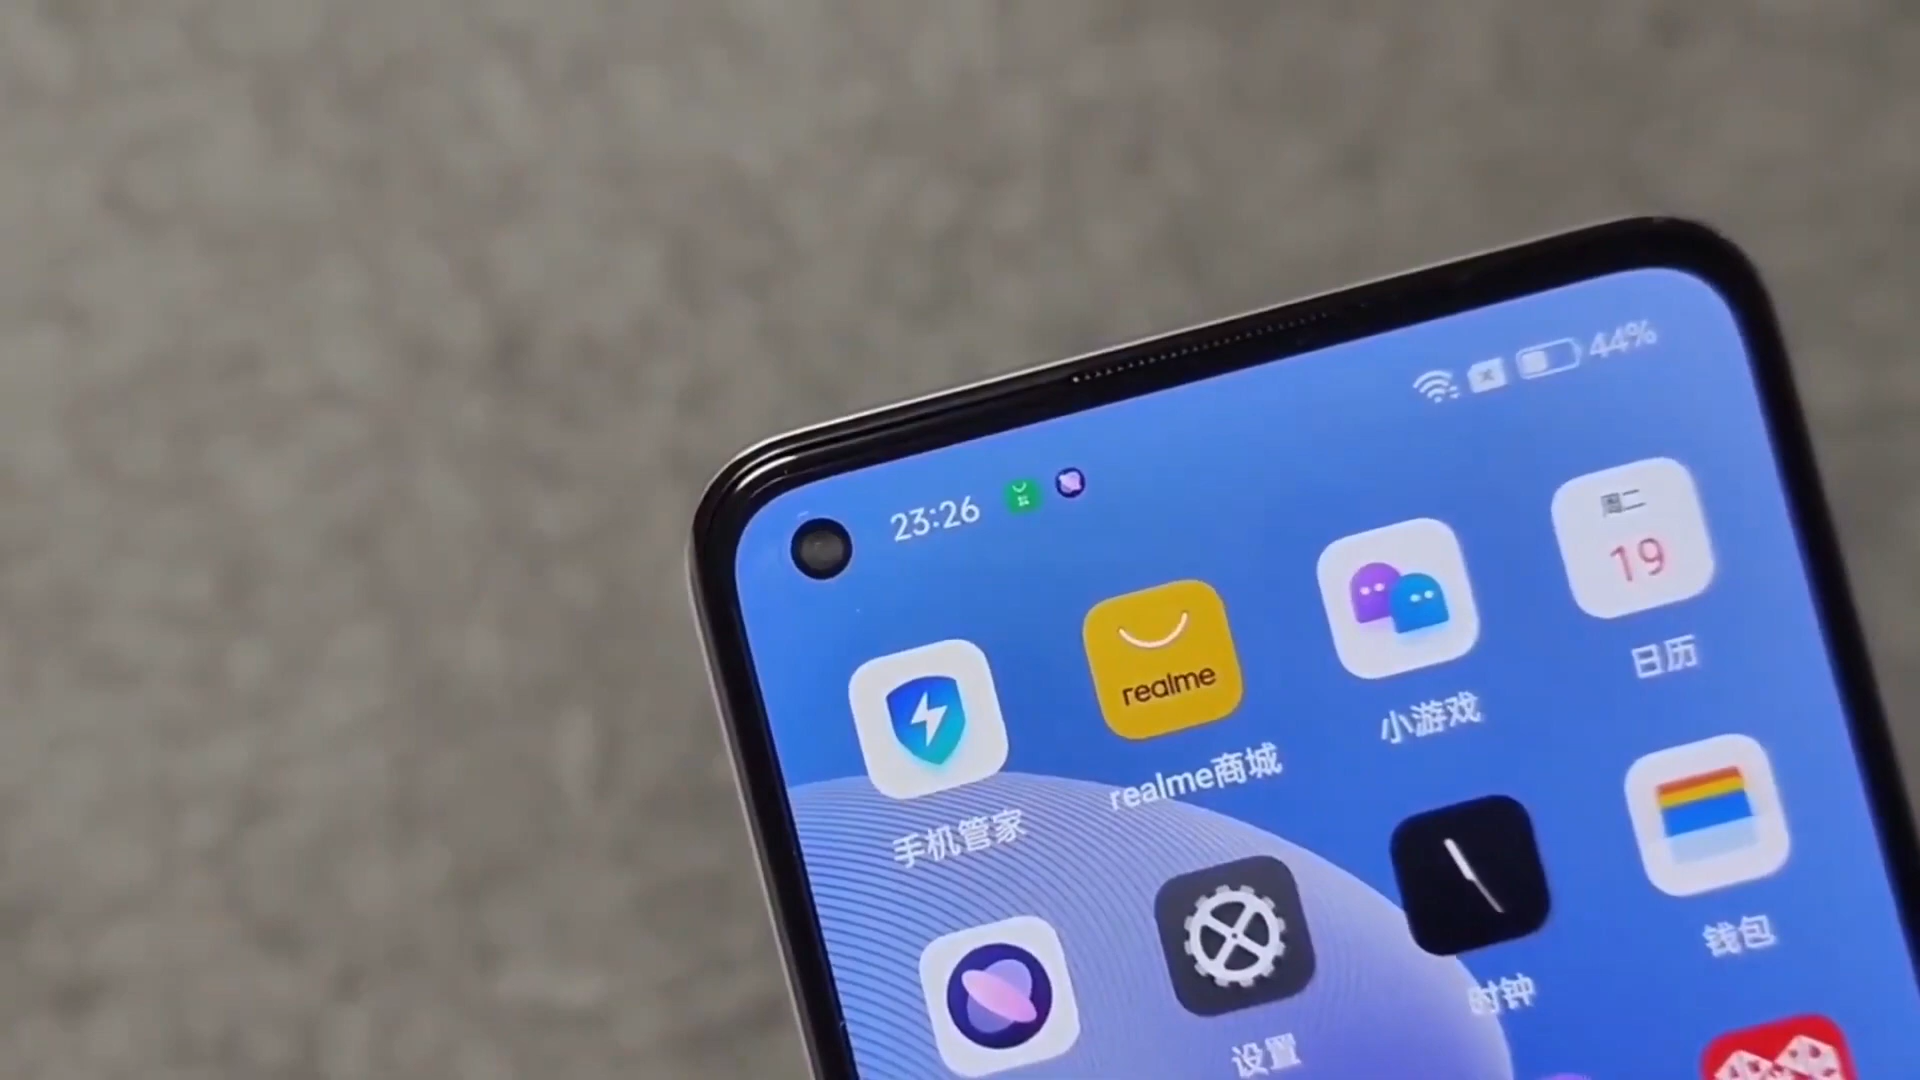 23:26
44%
周二
19
realme
手机管家
realme商城
小游戏
日历
设置
时钟
钱包